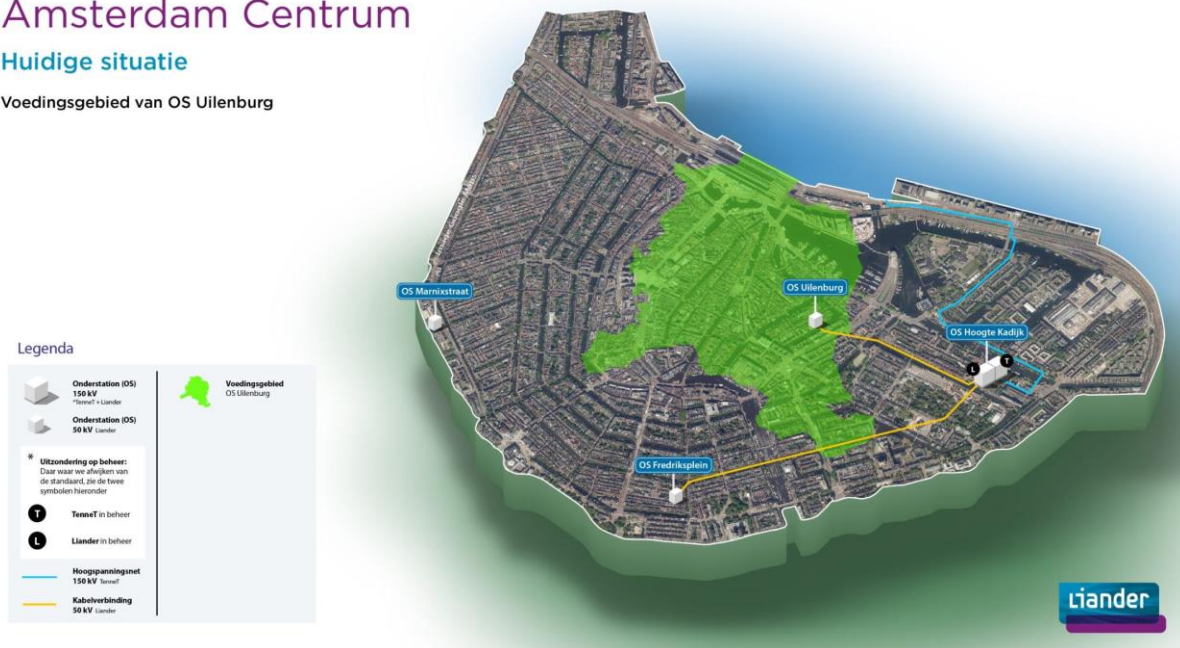 Amsterdam Centrum
Huidige situatie
Voedingsgebied van OS Uilenburg
OS Marnixstraat
OS Uilenburg
OS Hoogte Kadijk
L
T
OS Fredriksplein
Legenda
Onderstation (OS)
150 kV
*TenneT + Liander
Onderstation (OS)
50 kV Liander
* Uitzondering op beheer:
Daar waar we afwijken van
de standaard, zie de twee
symbolen hieronder
T TenneT in beheer
L Liander in beheer
Hoogspanningsnet
150 kV TenneT
Kabelverbinding
50 kV Liander
Voedingsgebied
OS Uilenburg
Liander